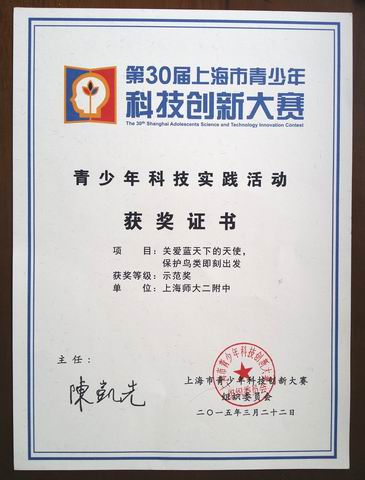 第30届上海市青少年
科技创新大赛
The 30th Shanghai Adolescents Science and Technology Innovation Contest
青少年科技实践活动
获奖证书
项 目：关爱蓝天下的天使，
保护鸟类即刻出发
获奖等级：示范奖
单 位：上海师大二附中
主任：
陳凱先
上海市青少年科技创新大赛
组织委员会
二〇一五年三月二十二日